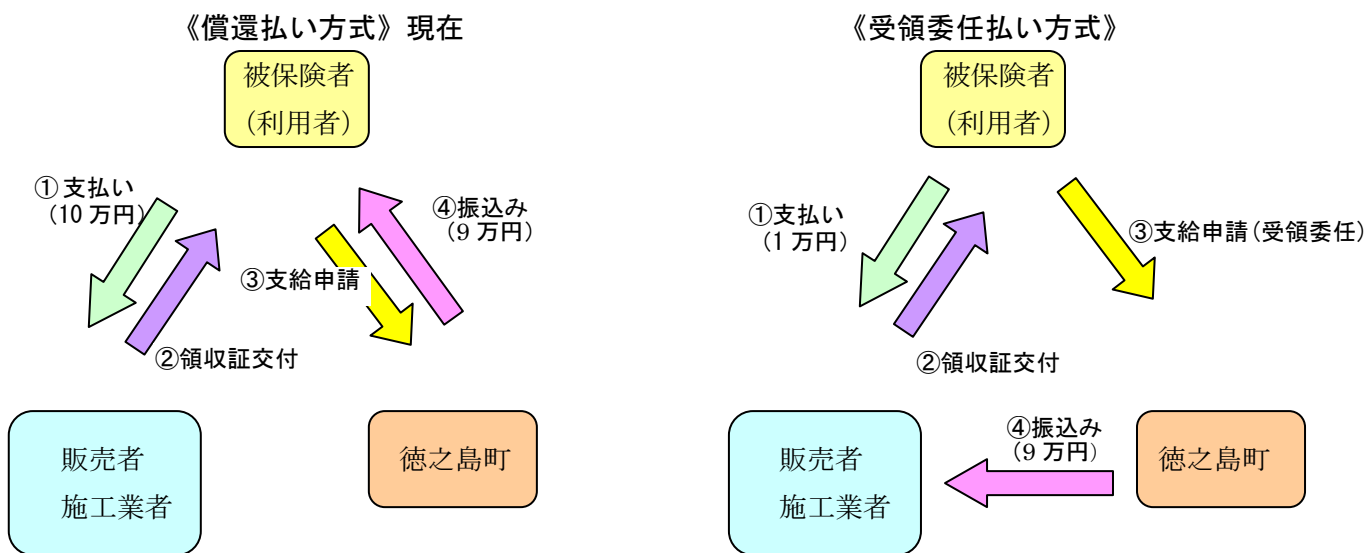 《償還払い方式》現在
被保険者
（利用者）
①支払い
（10 万円）
④振込み
（9 万円）
③支給申請
②領収証交付
販売者
施工業者
徳之島町
《受領委任払い方式》
被保険者
（利用者）
①支払い
（1 万円）
③支給申請（受領委任）
②領収証交付
④振込み
（9 万円）
販売者
施工業者
徳之島町